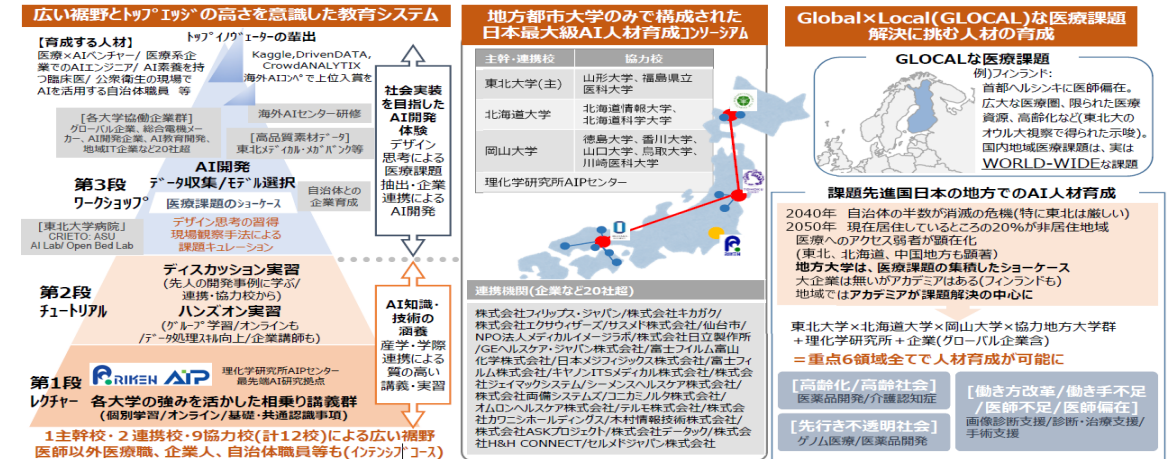 広い裾野とﾄｯﾌﾟｴｯｼﾞの高さを意識した教育システム
ﾄｯﾌﾟｲﾉﾍﾞｰﾀｰの輩出
【育成する人材】
医療×AIベンチャー/ 医療系企
業でのAIエンジニア/ AI素養を持
つ臨床医/ 公衆衛生の現場で
AIを活用する自治体職員 等
Kaggle,DrivenDATA,
CrowdANALYTIX
海外AIｺﾝﾍﾟで上位入賞を
[各大学協働企業群]
グローバル企業、総合電機メー
カー、AI開発企業、AI教育開発、
地域IT企業など20社超
海外AIセンター研修
[高品質素材データ]
東北ﾒﾃﾞｨｶﾙ・ﾒｶﾞﾊﾞﾝｸ等
AI開発
ﾃﾞｰﾀ収集/ﾓﾃﾞﾙ選択
第3段
ワークショップ
医療課題のショーケース
自治体との
企業育成
[東北大学病院]
CRIETO: ASU
AI Lab/ Open Bed Lab
デザイン思考の習得
現場観察手法による
課題キュレーション
社会実装
を目指した
AI開発
体験
デザイン
思考による
医療課題
抽出・企業
連携による
AI開発
ディスカッション実習
(先人の開発事例に学ぶ/
連携・協力校から)
第2段
チュートリアル
ハンズオン実習
(ｸﾞﾙｰﾌﾟ学習/オンラインも
/ﾃﾞｰﾀ処理ｽｷﾙ向上/企業講師も)
AI知識・
技術の
涵養
産学・学際
連携による
質の高い
講義・実習
第1段
レクチャー
RIKEN AIP
理化学研究所AIPセンター
最先端AI研究拠点
各大学の強みを活かした相乗り講義群
(個別学習/オンライン/基礎・共通認識事項)
1主幹校・2連携校・9協力校(計12校)による広い裾野
医師以外医療職、企業人、自治体職員等も(ｲﾝﾃﾝｼﾌﾞｺｰｽ)
地方都市大学のみで構成された
日本最大級AI人材育成ｺﾝｿｰｼｱﾑ
主幹・連携校 協力校
東北大学(主) 山形大学、福島県立
医科大学
北海道大学 北海道情報大学、
北海道科学大学
岡山大学 徳島大学、香川大学、
山口大学、鳥取大学、
川崎医科大学
理化学研究所AIPセンター
連携機関(企業など20社超)
株式会社フィリップス・ジャパン/株式会社キカガク/
株式会社エクサウィザーズ/サスメド株式会社/仙台市/
NPO法人メディカルイメージラボ/株式会社日立製作所
/GEヘルスケア・ジャパン株式会社/富士フイルム富山
化学株式会社/日本メジフィジックス株式会社/富士フィ
ルム株式会社/キヤノンITSメディカル株式会社/株式会
社ジェイマックシステム/シーメンスヘルスケア株式会社/
株式会社両備システムズ/コニカミノルタ株式会社/
オムロンヘルスケア株式会社/テルモ株式会社/株式会
社カワニシホールディングス/木村情報技術株式会社/
株式会社ASKプロジェクト/株式会社データック/株式会
社H&H CONNECT/セルメドジャパン株式会社
Global×Local(GLOCAL)な医療課題
解決に挑む人材の育成
GLOCALな医療課題
例)フィンランド:
首都ヘルシンキに医師偏在。
広大な医療圏、限られた医療
資源、高齢化など(東北大の
オウル大視察で得られた示唆)。
国内地域医療課題は、実は
WORLD-WIDEな課題
課題先進国日本の地方でのAI人材育成
2040年 自治体の半数が消滅の危機(特に東北は厳しい)
2050年 現在居住しているところの20%が非居住地域
医療へのアクセス弱者が顕在化
(東北、北海道、中国地方も顕著)
地方大学は、医療課題の集積したショーケース
大企業は無いがアカデミアはある(フィンランドも)
地域ではアカデミアが課題解決の中心に
東北大学×北海道大学×岡山大学×協力地方大学群
+理化学研究所+企業(グローバル企業含)
=重点6領域全てで人材育成が可能に
[高齢化/高齢社会]
医薬品開発/介護認知症
[先行き不透明社会]
ゲノム医療/医薬品開発
[働き方改革/働き手不足
/医師不足/医師偏在]
画像診断支援/診断・治療支援/
手術支援